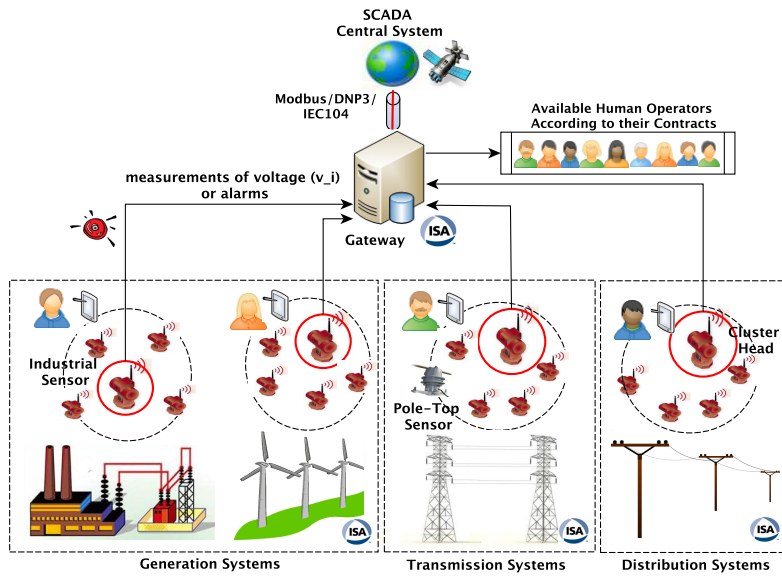 SCADA
Central System
Modbus/DNP3/
IEC104
Available Human Operators
According to their Contracts
measurements of voltage (v_i)
or alarms
Gateway
ISA
Industrial
Sensor
Pole-Top
Sensor
Cluster
Head
ISA
ISA
ISA
Generation Systems
Transmission Systems
Distribution Systems